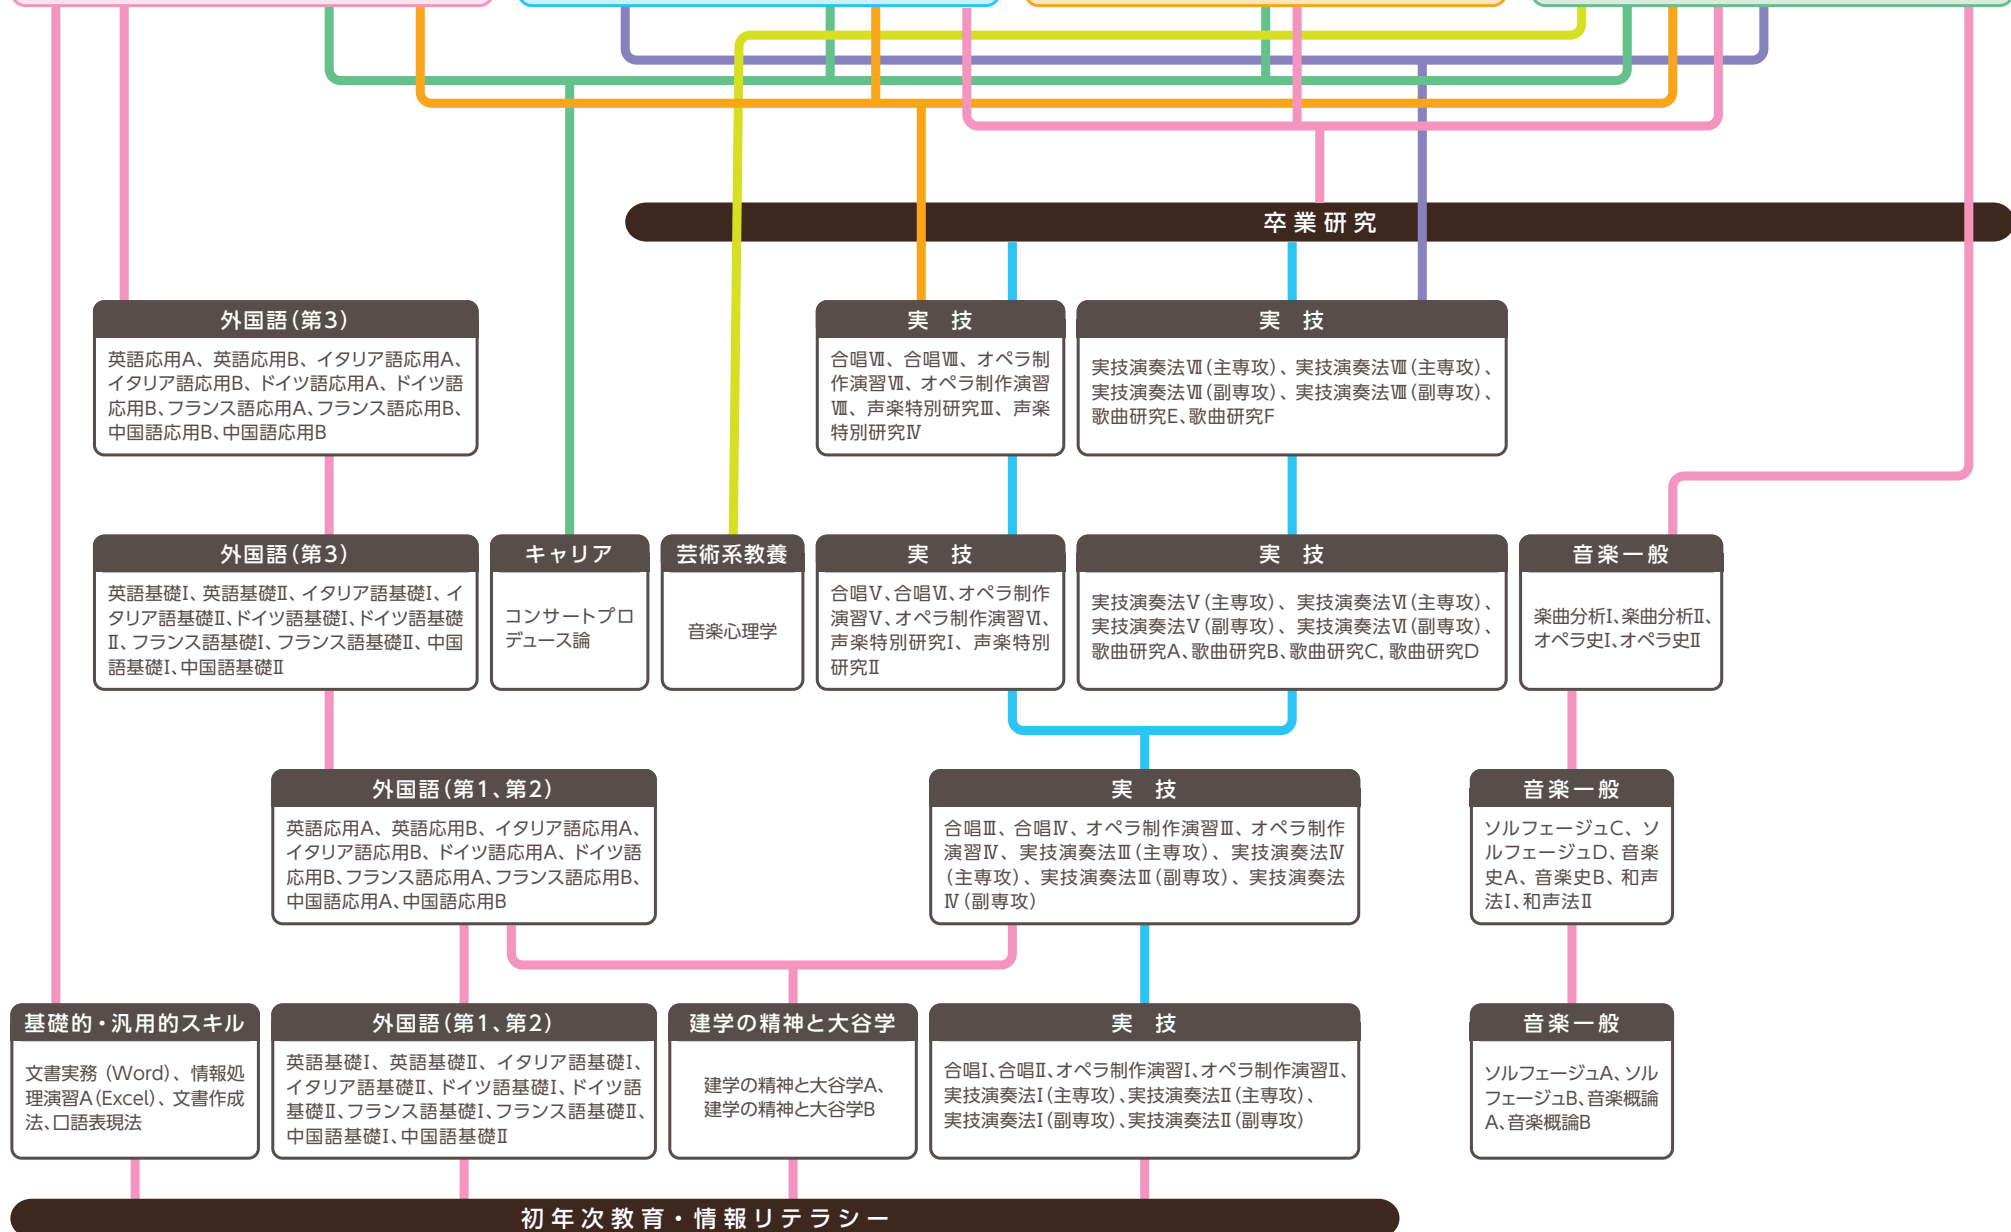 卒業研究
外国語(第3)
英語応用A、英語応用B、イタリア語応用A、
イタリア語応用B、ドイツ語応用A、ドイツ語
応用B、フランス語応用A、フランス語応用B、
中国語応用B、中国語応用B
実　技
合唱Ⅶ、合唱Ⅷ、オペラ制
作演習Ⅶ、オペラ制作演習
Ⅷ、声楽特別研究Ⅲ、声楽
特別研究Ⅳ
実　技
実技演奏法Ⅶ(主専攻)、実技演奏法Ⅷ(主専攻)、
実技演奏法Ⅶ(副専攻)、実技演奏法Ⅷ(副専攻)、
歌曲研究E、歌曲研究F
外国語(第3)
英語基礎Ⅰ、英語基礎Ⅱ、イタリア語基礎Ⅰ、イ
タリア語基礎Ⅱ、ドイツ語基礎Ⅰ、ドイツ語基礎
Ⅱ、フランス語基礎Ⅰ、フランス語基礎Ⅱ、中国
語基礎Ⅰ、中国語基礎Ⅱ
キャリア
コンサートプロ
デュース論
芸術系教養
音楽心理学
実　技
合唱Ⅴ、合唱Ⅵ、オペラ制作
演習Ⅴ、オペラ制作演習Ⅵ、
声楽特別研究Ⅰ、声楽特別
研究Ⅱ
実　技
実技演奏法Ⅴ(主専攻)、実技演奏法Ⅵ(主専攻)、
実技演奏法Ⅴ(副専攻)、実技演奏法Ⅵ(副専攻)、
歌曲研究A、歌曲研究B、歌曲研究C, 歌曲研究D
音楽一般
楽曲分析Ⅰ、楽曲分析Ⅱ、
オペラ史Ⅰ、オペラ史Ⅱ
外国語(第1、第2)
英語応用A、英語応用B、イタリア語応用A、
イタリア語応用B、ドイツ語応用A、ドイツ語
応用B、フランス語応用A、フランス語応用B、
中国語応用A、中国語応用B
実　技
合唱Ⅲ、合唱Ⅳ、オペラ制作演習Ⅲ、オペラ制作
演習Ⅳ、実技演奏法Ⅲ(主専攻)、実技演奏法Ⅳ
(主専攻)、実技演奏法Ⅲ(副専攻)、実技演奏法
Ⅳ(副専攻)
音楽一般
ソルフェージュC、ソ
ルフェージュD、音楽
史A、音楽史B、和声
法Ⅰ、和声法Ⅱ
基礎的・汎用的スキル
文書実務 (Word)、情報処
理演習A(Excel)、文書作成
法、口語表現法
外国語(第1、第2)
英語基礎Ⅰ、英語基礎Ⅱ、イタリア語基礎Ⅰ、
イタリア語基礎Ⅱ、ドイツ語基礎Ⅰ、ドイツ語
基礎Ⅱ、フランス語基礎Ⅰ、フランス語基礎Ⅱ、
中国語基礎Ⅰ、中国語基礎Ⅱ
建学の精神と大谷学
建学の精神と大谷学A、
建学の精神と大谷学B
実　技
合唱Ⅰ、合唱Ⅱ、オペラ制作演習Ⅰ、オペラ制作演習Ⅱ、
実技演奏法Ⅰ(主専攻)、実技演奏法Ⅱ(主専攻)、
実技演奏法Ⅰ(副専攻)、実技演奏法Ⅱ(副専攻)
音楽一般
ソルフェージュA、ソル
フェージュB、音楽概論
A、音楽概論B
初年次教育・情報リテラシー